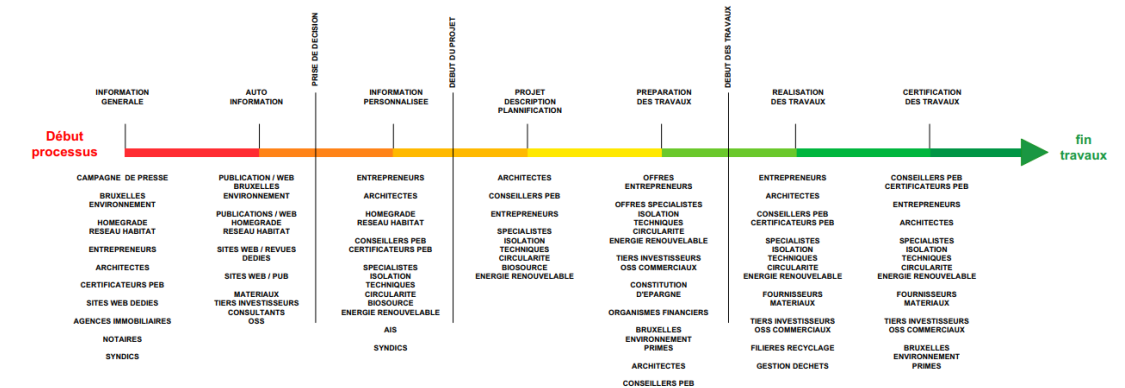 PRISE DE DECISION
DEBUT DU PROJET
DEBUT DES TRAVAUX
INFORMATION
GENERALE
AUTO
INFORMATION
INFORMATION
PERSONNALISEE
PROJET
DESCRIPTION
PLANNIFICATION
PREPARATION
DES TRAVAUX
REALISATION
DES TRAVAUX
CERTIFICATION
DES TRAVAUX
Début
processus
fin
travaux
CAMPAGNE DE PRESSE
BRUXELLES
ENVIRONNEMENT
HOMEGRADE
RESEAU HABITAT
ENTREPRENEURS
ARCHITECTES
CERTIFICATEURS PEB
SITES WEB DEDIES
AGENCES IMMOBILIAIRES
NOTAIRES
SYNDICS
PUBLICATION / WEB
BRUXELLES
ENVIRONNEMENT
PUBLICATIONS / WEB
HOMEGRADE
RESEAU HABITAT
SITES WEB / REVUES
DEDIES
SITES WEB / PUB
MATERIAUX
TIERS INVESTISSEURS
CONSULTANTS
OSS
ENTREPRENEURS
ARCHITECTES
HOMEGRADE
RESEAU HABITAT
CONSEILLERS PEB
CERTIFICATEURS PEB
SPECIALISTES
ISOLATION
TECHNIQUES
CIRCULARITE
BIOSOURCE
ENERGIE RENOUVELABLE
AIS
SYNDICS
ARCHITECTES
CONSEILLERS PEB
ENTREPRENEURS
SPECIALISTES
ISOLATION
TECHNIQUES
CIRCULARITE
BIOSOURCE
ENERGIE RENOUVELABLE
OFFRES
ENTREPRENEURS
OFFRES SPECIALISTES
ISOLATION
TECHNIQUES
CIRCULARITE
ENERGIE RENOUVELABLE
TIERS INVESTISSEURS
OSS COMMERCIAUX
CONSTITUTION
D'EPARGNE
ORGANISMES FINANCIERS
BRUXELLES
ENVIRONNEMENT
PRIMES
ARCHITECTES
CONSEILLERS PEB
ENTREPRENEURS
ARCHITECTES
CONSEILLERS PEB
CERTIFICATEURS PEB
SPECIALISTES
ISOLATION
TECHNIQUES
CIRCULARITE
ENERGIE RENOUVELABLE
FOURNISSEURS
MATERIAUX
TIERS INVESTISSEURS
OSS COMMERCIAUX
FILIERES RECYCLAGE
GESTION DECHETS
CONSEILLERS PEB
CERTIFICATEURS PEB
ENTREPRENEURS
ARCHITECTES
SPECIALISTES
ISOLATION
TECHNIQUES
CIRCULARITE
ENERGIE RENOUVELABLE
FOURNISSEURS
MATERIAUX
TIERS INVESTISSEURS
OSS COMMERCIAUX
BRUXELLES
ENVIRONNEMENT
PRIMES